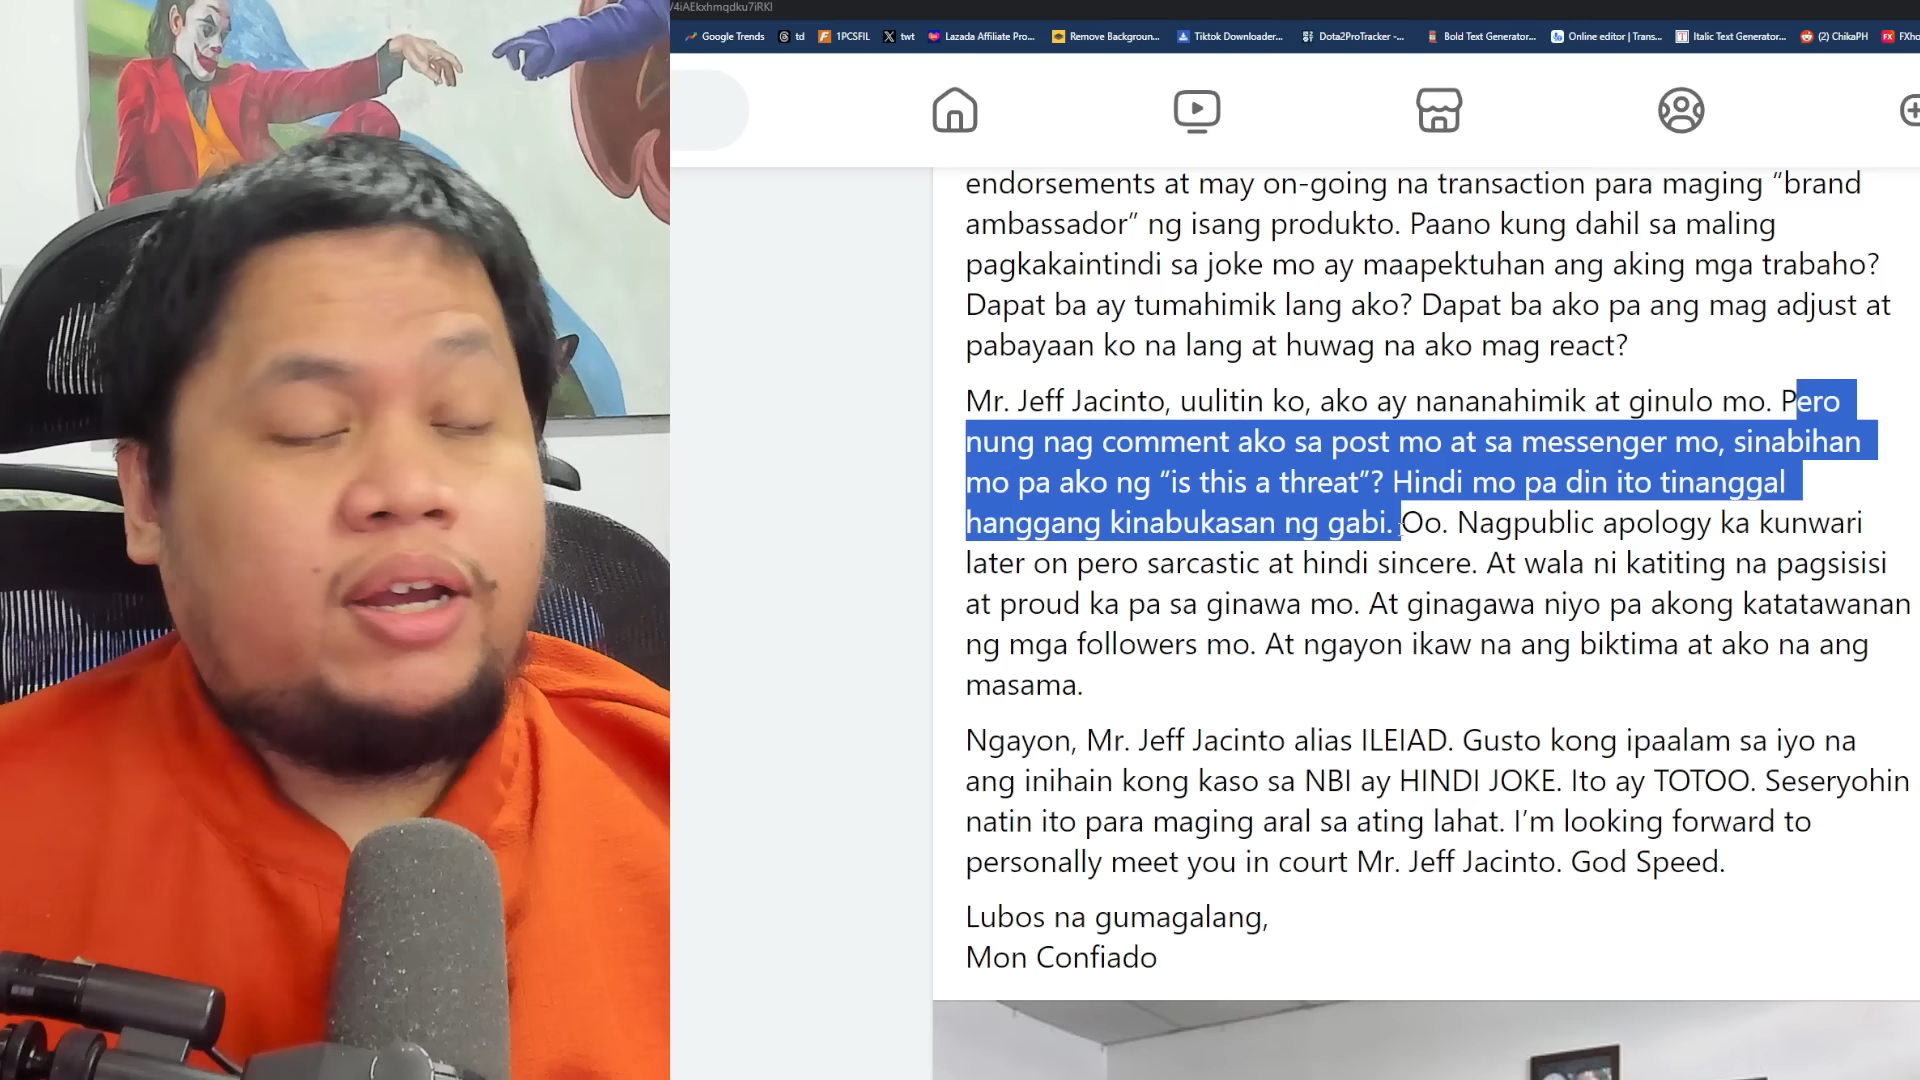 /4iAEkxhmqdku7iRKl
Google Trends td 1PCSFIL twt Lazada Affiliate Pro... Remove Backgroun... Tiktok Downloader... Dota2ProTracker -... Bold Text Generator... Online editor | Trans... Italic Text Generator... (2) ChikaPH FXho
endorsements at may on-going na transaction para maging “brand
ambassador” ng isang produkto. Paano kung dahil sa maling
pagkakaintindi sa joke mo ay maapektuhan ang aking mga trabaho?
Dapat ba ay tumahimik lang ako? Dapat ba ako pa ang mag adjust at
pabayaan ko na lang at huwag na ako mag react?
Mr. Jeff Jacinto, uulitin ko, ako ay nananahimik at ginulo mo. Pero
nung nag comment ako sa post mo at sa messenger mo, sinabihan
mo pa ako ng “is this a threat”? Hindi mo pa din ito tinanggal
hanggang kinabukasan ng gabi. Oo. Nagpublic apology ka kunwari
later on pero sarcastic at hindi sincere. At wala ni katiting na pagsisisi
at proud ka pa sa ginawa mo. At ginagawa niyo pa akong katatawanan
ng mga followers mo. At ngayon ikaw na ang biktima at ako na ang
masama.
Ngayon, Mr. Jeff Jacinto alias ILEIAD. Gusto kong ipaalam sa iyo na
ang inihain kong kaso sa NBI ay HINDI JOKE. Ito ay TOTOO. Seseryohin
natin ito para maging aral sa ating lahat. I’m looking forward to
personally meet you in court Mr. Jeff Jacinto. God Speed.
Lubos na gumagalang,
Mon Confiado